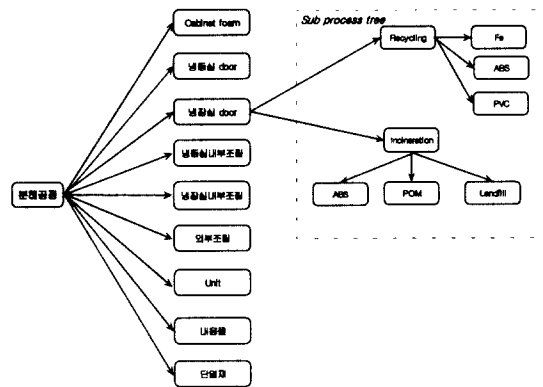 Cabinet foam
냉동실 door
냉장실 door
냉동실내부조립
냉장실내부조립
분해공정
외부조립
Unit
내용물
단열재
Sub process tree
Recycling
Fe
ABS
PVC
Incineration
ABS
POM
Landfill